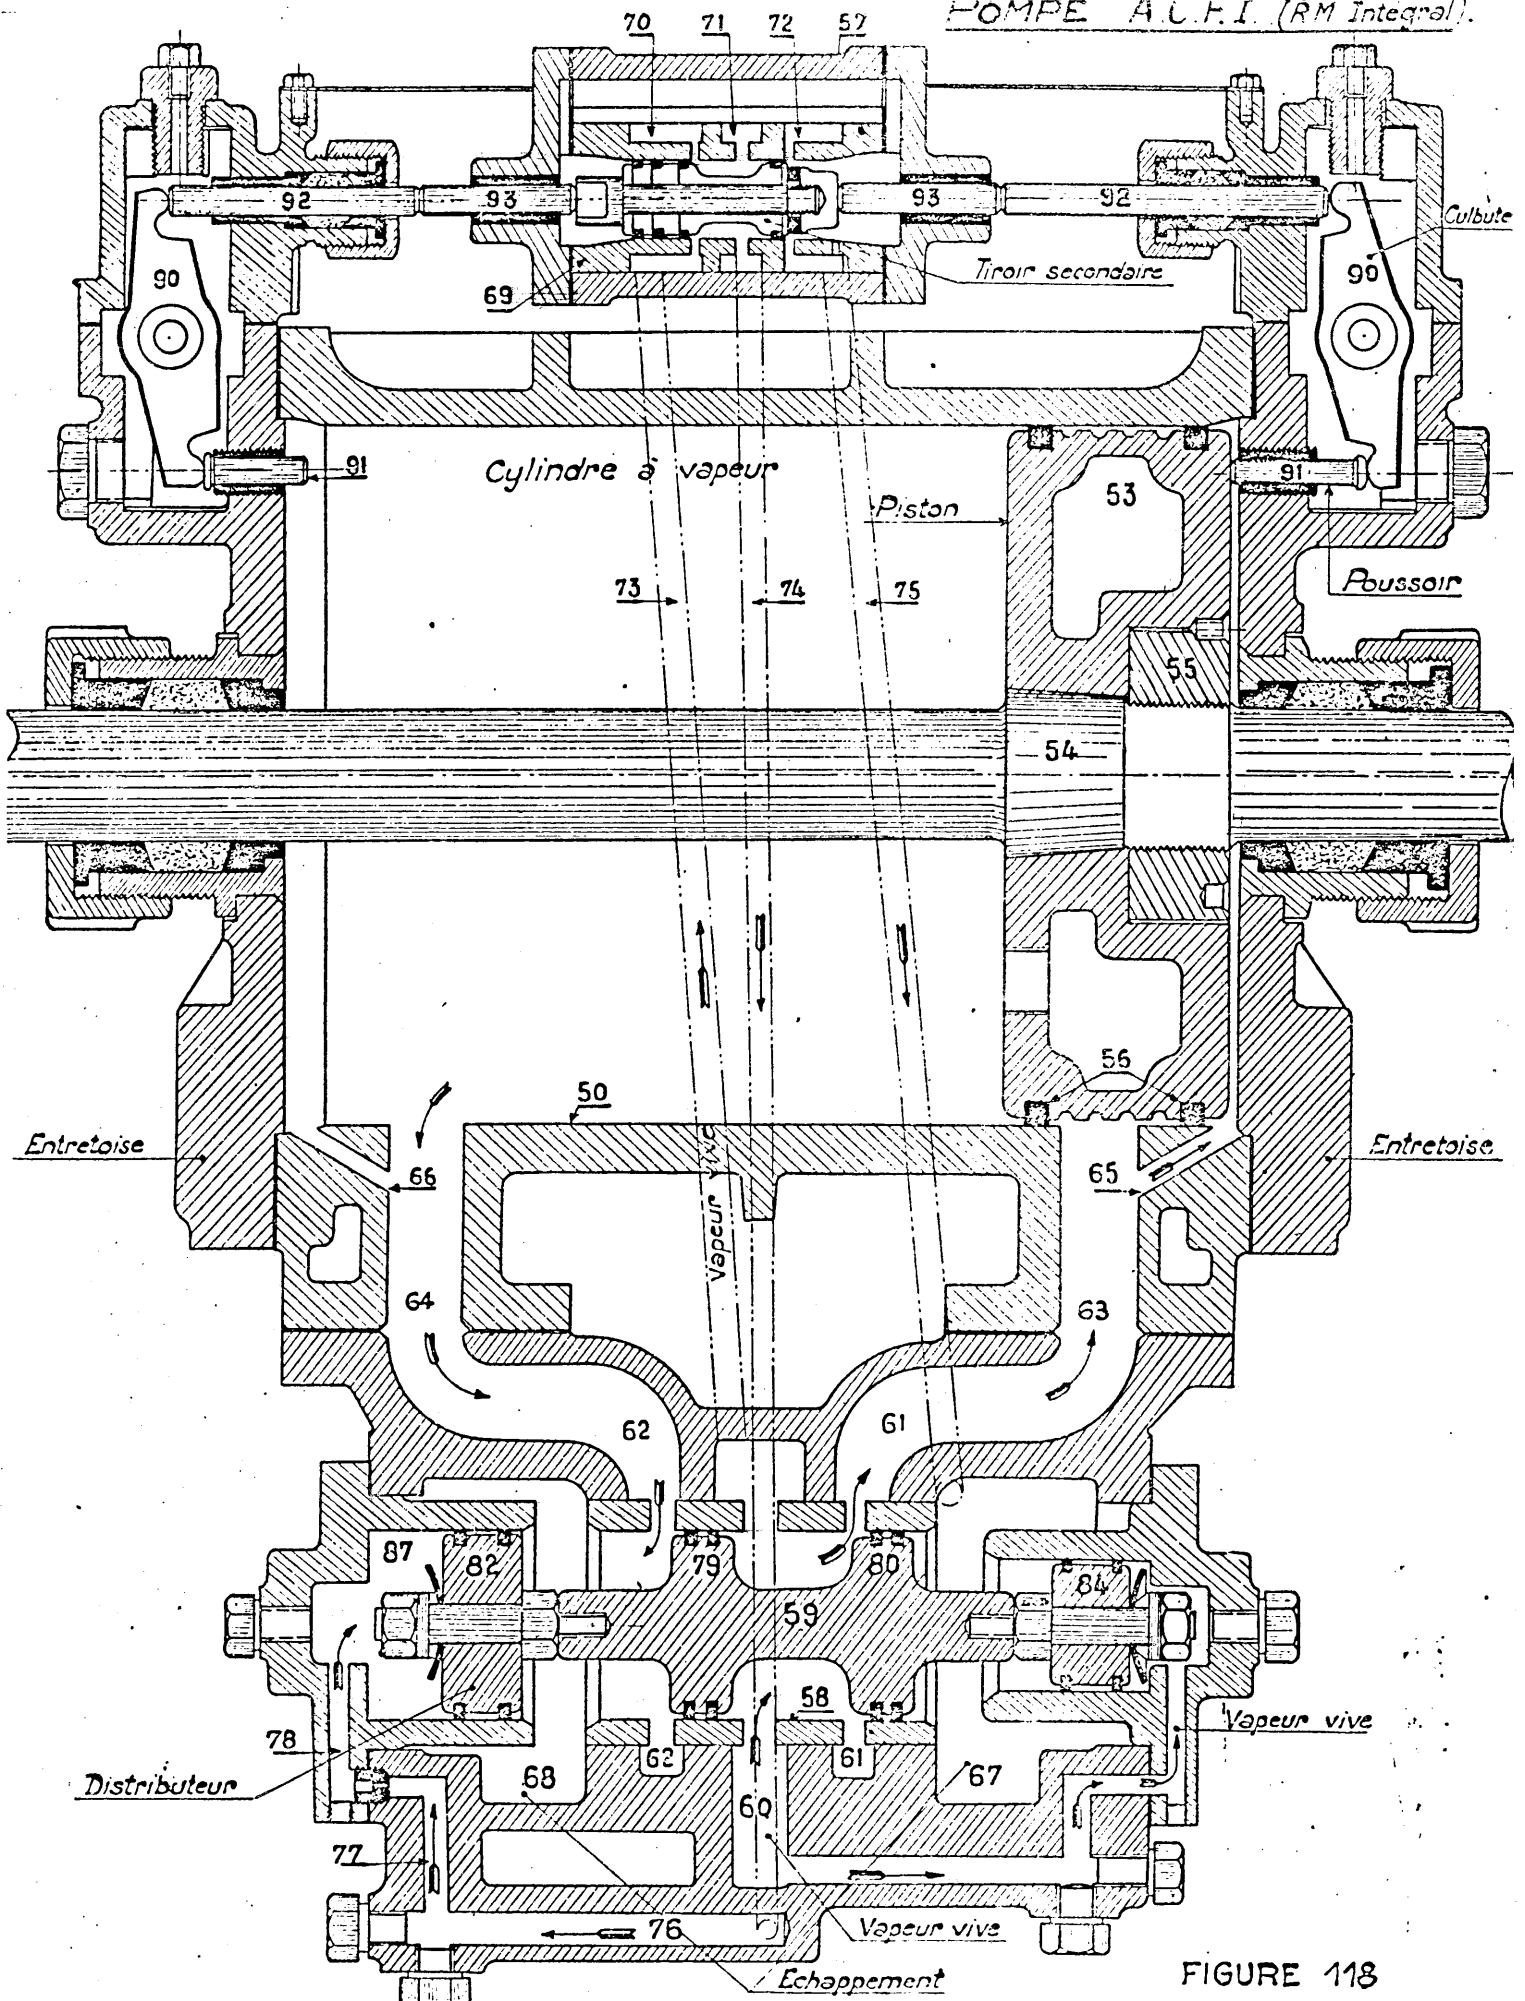 POMPE A.C.F.I. (RM Integral).
70 71 72 57
92 93 93 92
Culbute
90 90
69 Tiroir secondaire
91 Cylindre à vapeur 53 91
Piston
73 74 75 Poussoir
55
54
50 56
Entretoise Vapeur vive Entretoise
66 65
64 63
62 61
87 82 79 80 84
59
58
78 Vapeur vive
Distributeur 68 62 61 67
60
77
76 Vapeur vive
Echappement FIGURE 118